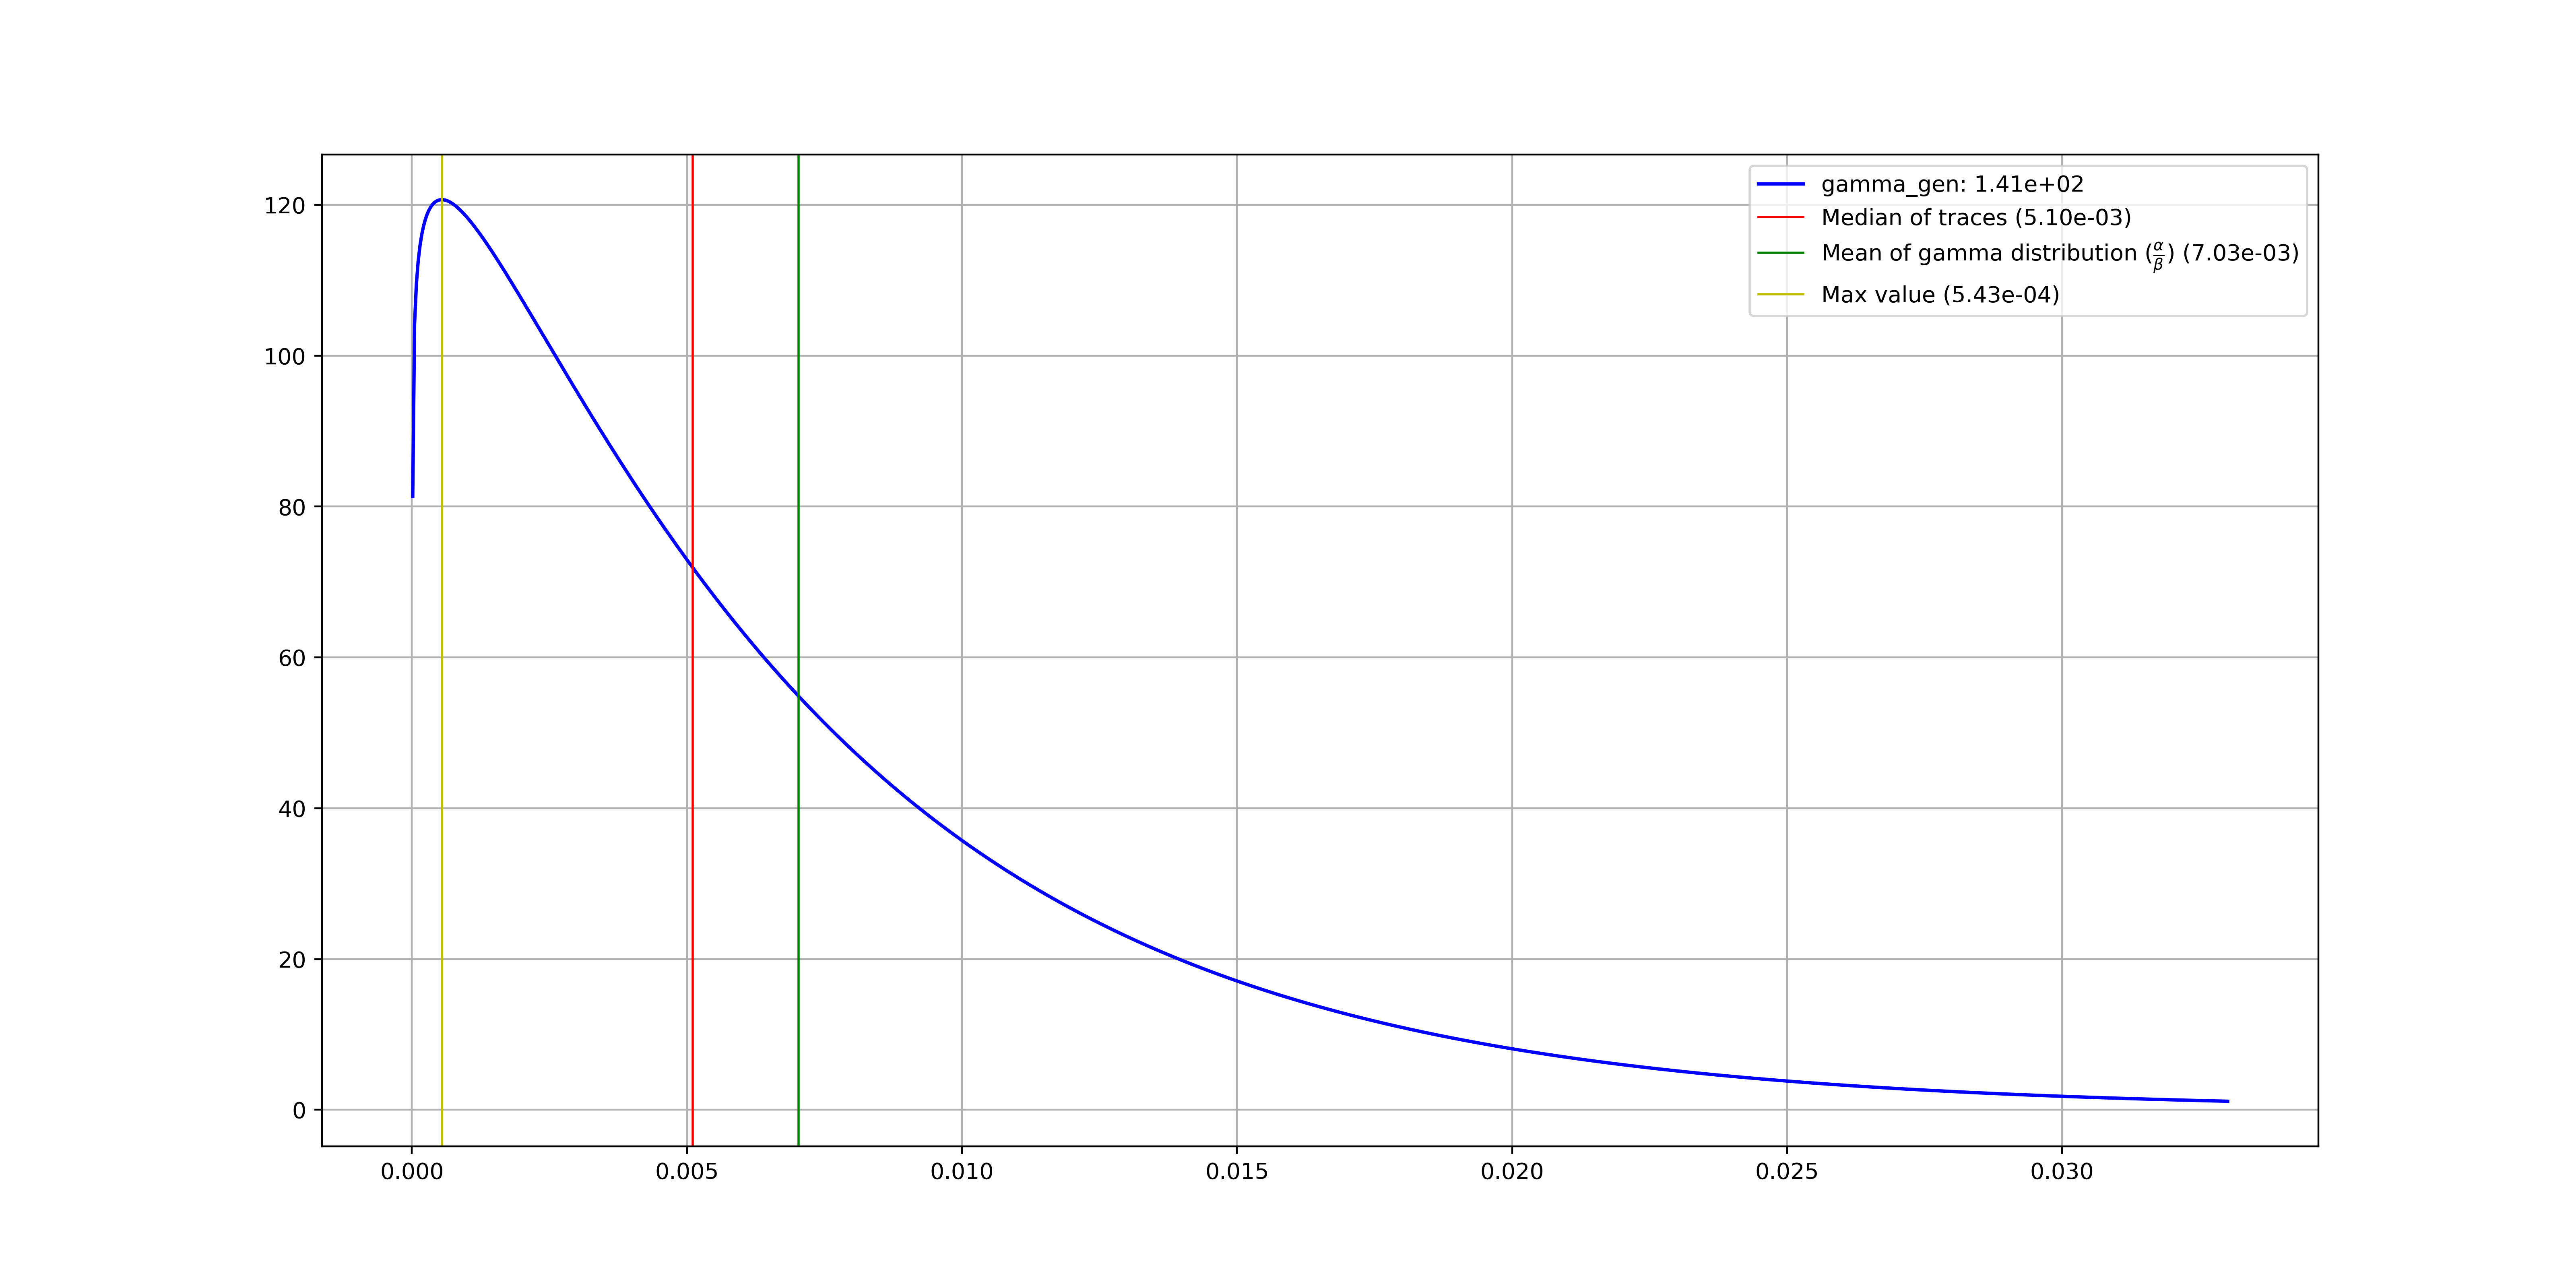 gamma_gen: 1.41e+02
Median of traces (5.10e-03)
Mean of gamma distribution (α/β) (7.03e-03)
Max value (5.43e-04)
120
100
80
60
40
20
0
0.000 0.005 0.010 0.015 0.020 0.025 0.030